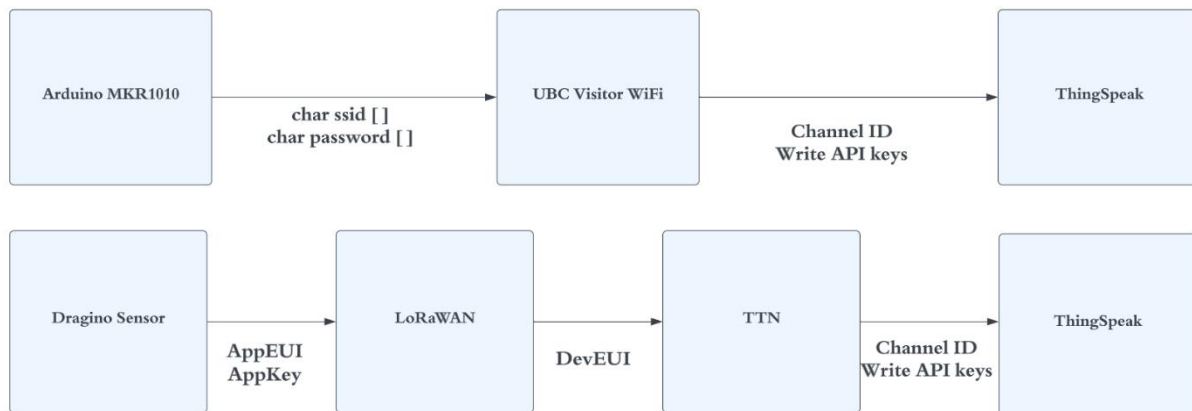 Arduino MKR1010
char ssid [ ]
char password [ ]
UBC Visitor WiFi
Channel ID
Write API keys
ThingSpeak
Dragino Sensor
AppEUI
AppKey
LoRaWAN
DevEUI
TTN
Channel ID
Write API keys
ThingSpeak